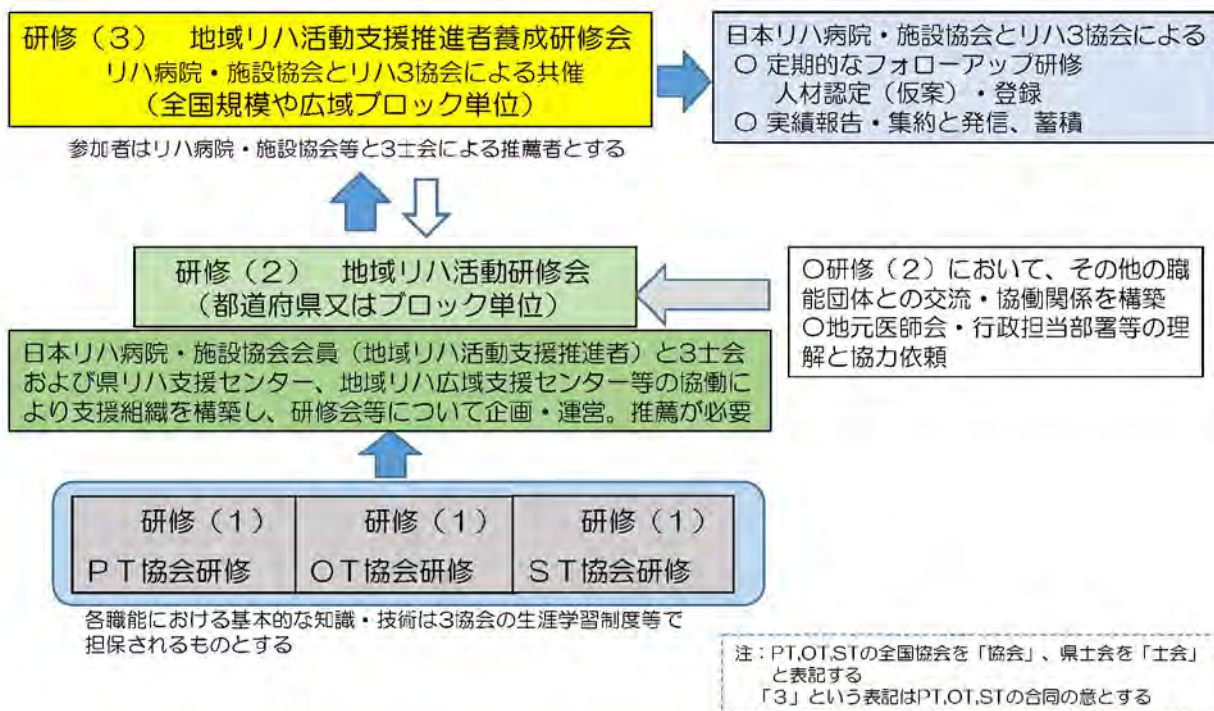 研修（３）　地域リハ活動支援推進者養成研修会
リハ病院・施設協会とリハ3協会による共催
（全国規模や広域ブロック単位）
参加者はリハ病院・施設協会等と3士会による推薦者とする
日本リハ病院・施設協会とリハ3協会による
○ 定期的なフォローアップ研修
人材認定（仮案）・登録
○ 実績報告・集約と発信、蓄積
研修（２）　地域リハ活動研修会
（都道府県又はブロック単位）
日本リハ病院・施設協会会員（地域リハ活動支援推進者）と3士会
および県リハ支援センター、地域リハ広域支援センター等の協働に
より支援組織を構築し、研修会等について企画・運営。推薦が必要
○研修（２）において、その他の職
能団体との交流・協働関係を構築
○地元医師会・行政担当部署等の理
解と協力依頼
研修（１）
ＰＴ協会研修
研修（１）
ＯＴ協会研修
研修（１）
ＳＴ協会研修
各職能における基本的な知識・技術は3協会の生涯学習制度等で
担保されるものとする
注：PT,OT,STの全国協会を「協会」、県士会を「士会」
と表記する
「３」という表記はPT,OT,STの合同の意とする